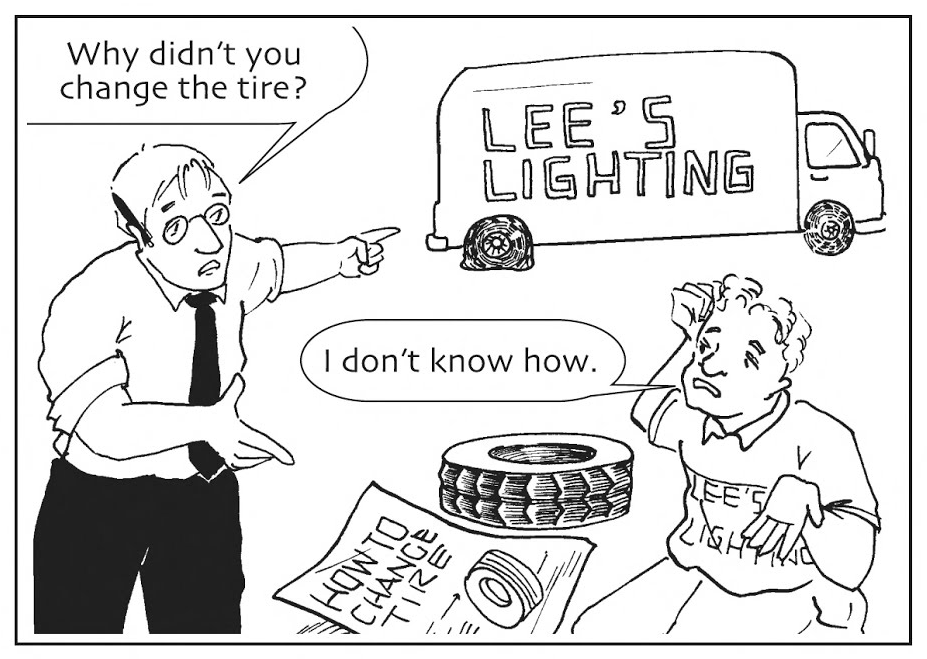 Why didn't you
change the tire?
LEE'S
LIGHTING
I don't know how.
LEE'S
LIGHTING
HOW TO
CHANGE
TIRE